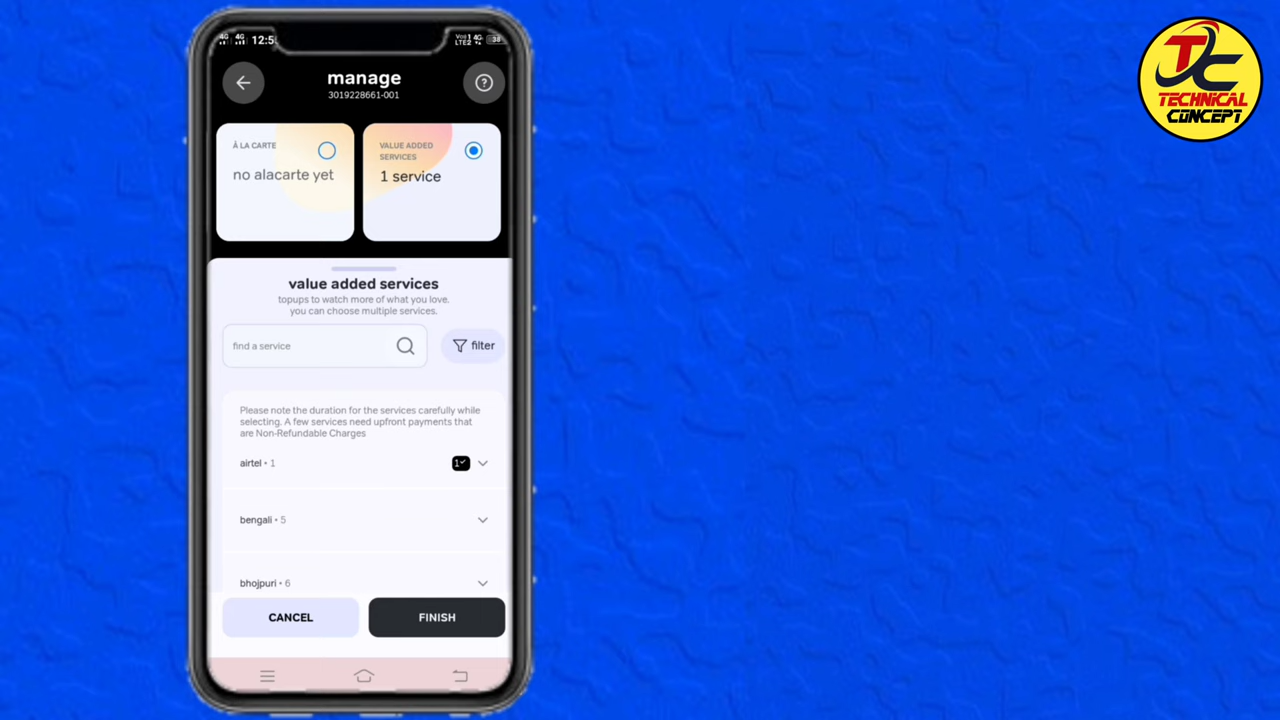 12:5
38
manage
3019228661-001
À LA CARTE
no alacarte yet
VALUE ADDED
SERVICES
1 service
value added services
topups to watch more of what you love.
you can choose multiple services.
find a service
filter
Please note the duration for the services carefully while
selecting. A few services need upfront payments that
are Non-Refundable Charges
airtel • 1
1
bengali • 5
bhojpuri • 6
CANCEL
FINISH
TC
TECHNICAL
CONCEPT